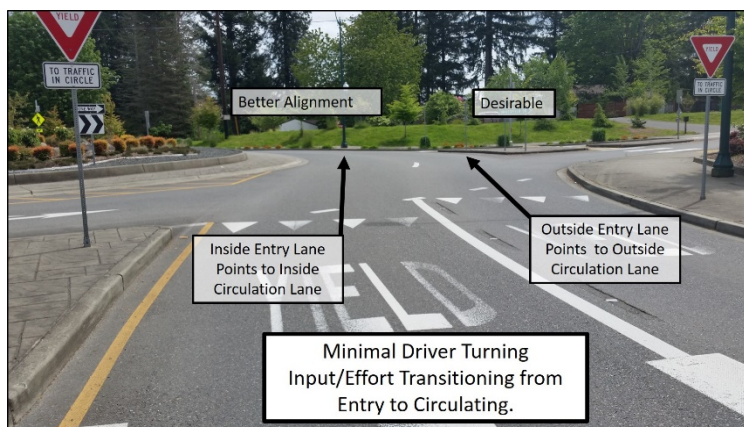 YIELD
TO TRAFFIC
IN CIRCLE
YIELD
TO TRAFFIC
IN CIRCLE
Better Alignment
Desirable
Inside Entry Lane
Points to Inside
Circulation Lane
Outside Entry Lane
Points to Outside
Circulation Lane
YIELD
Minimal Driver Turning
Input/Effort Transitioning from
Entry to Circulating.